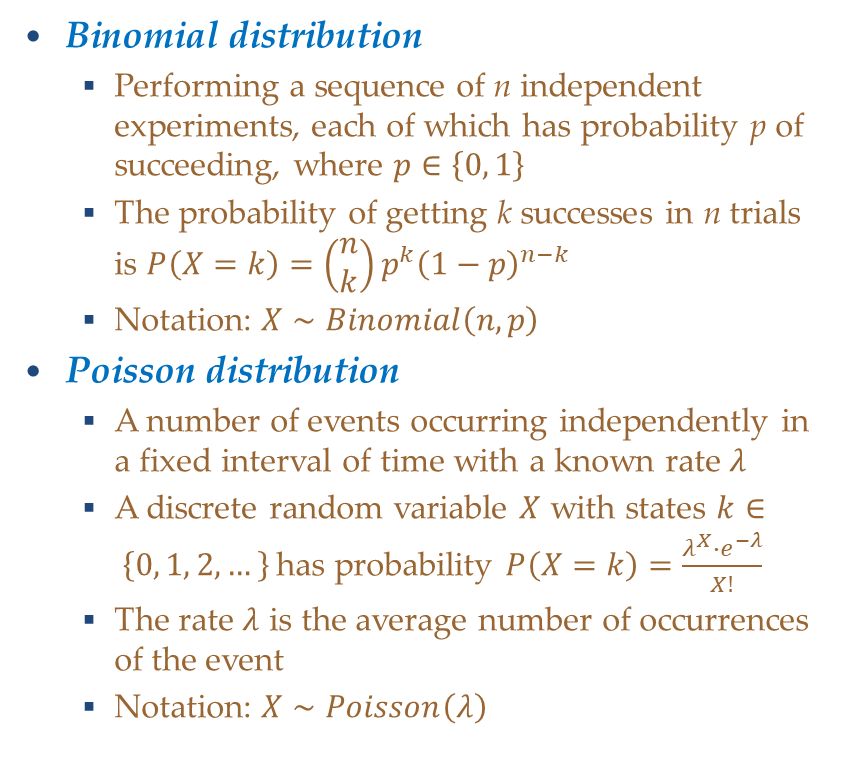 • Binomial distribution
▪ Performing a sequence of n independent
experiments, each of which has probability p of
succeeding, where p ∈ {0, 1}
▪ The probability of getting k successes in n trials
is P(X = k) = (n k) p^k (1 − p)^{n−k}
▪ Notation: X ~ Binomial(n, p)
• Poisson distribution
▪ A number of events occurring independently in
a fixed interval of time with a known rate λ
▪ A discrete random variable X with states k ∈
{0, 1, 2, … } has probability P(X = k) = λ^X·e^{−λ} / X!
▪ The rate λ is the average number of occurrences
of the event
▪ Notation: X ~ Poisson(λ)